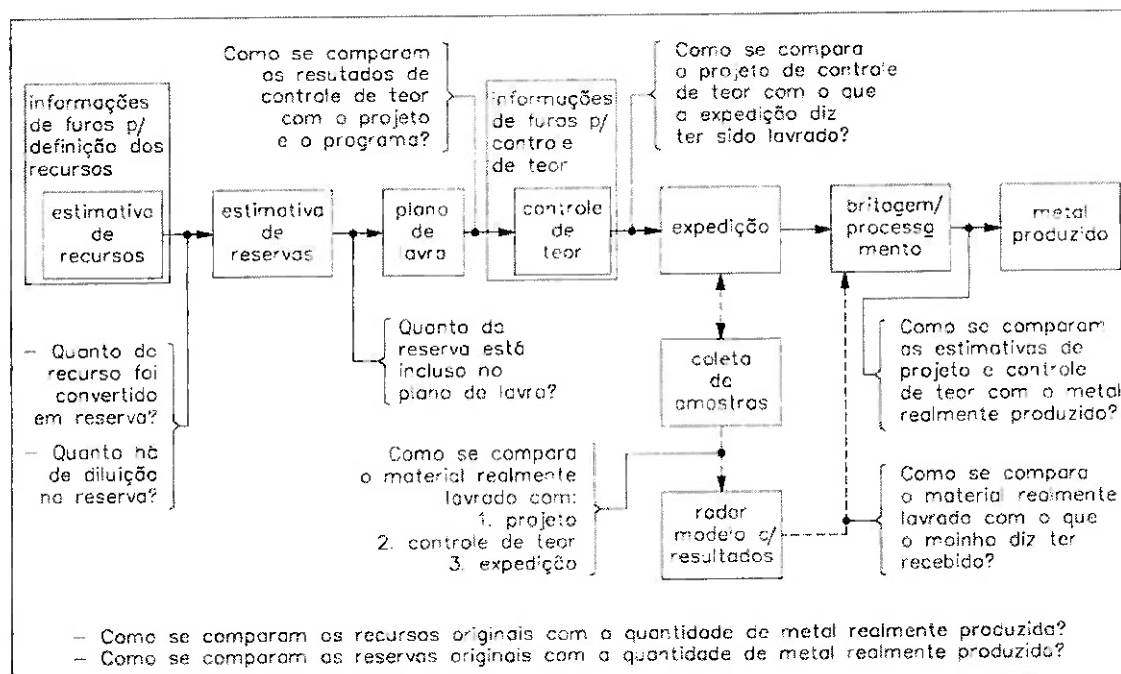 Como se comparam
os resutados de
controle de teor
com o projeto
e o programa?
Como se compara
o projeto de controle
de teor com o que
a expedição diz
ter sido lavrado?
informações
de furos p/
definição dos
recursos
estimativa
de
recursos
estimativa
de
reservas
plano
de
lavra
informações
de furos p/
controle
de teor
controle
de
teor
expedição
britagem/
processa
mento
metal
produzido
– Quanto do
recurso foi
convertido
em reserva?
– Quanto há
de diluição
na reserva?
Quanto da
reserva está
incluso no
plano de lavra?
coleta
de
amostras
Como se comparam
as estimativas de
projeto e controle
de teor com o metal
realmente produzido?
Como se compara
o material realmente
lavrado com:
1. projeto
2. controle de teor
3. expedição
rodar
modelo c/
resultados
Como se compara
o material realmente
lavrado com o que
o moinho diz ter
recebido?
– Como se comparam os recursos originais com a quantidade de metal realmente produzida?
– Como se comparam as reservas originais com a quantidade de metal realmente produzida?